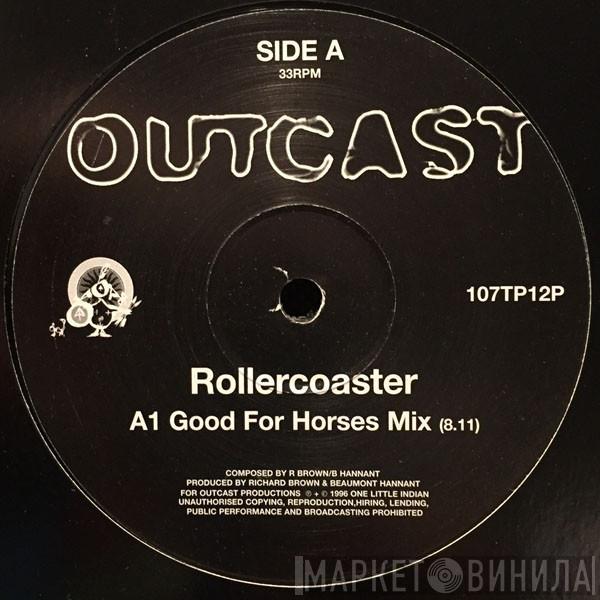 SIDE A
33RPM
OUTCAST
107TP12P
Rollercoaster
A1 Good For Horses Mix (8.11)
COMPOSED BY R BROWN/B HANNANT
PRODUCED BY RICHARD BROWN & BEAUMONT HANNANT
FOR OUTCAST PRODUCTIONS ℗ + © 1996 ONE LITTLE INDIAN
UNAUTHORISED COPYING, REPRODUCTION,HIRING, LENDING,
PUBLIC PERFORMANCE AND BROADCASTING PROHIBITED
МАРКЕТ ВИНИЛА